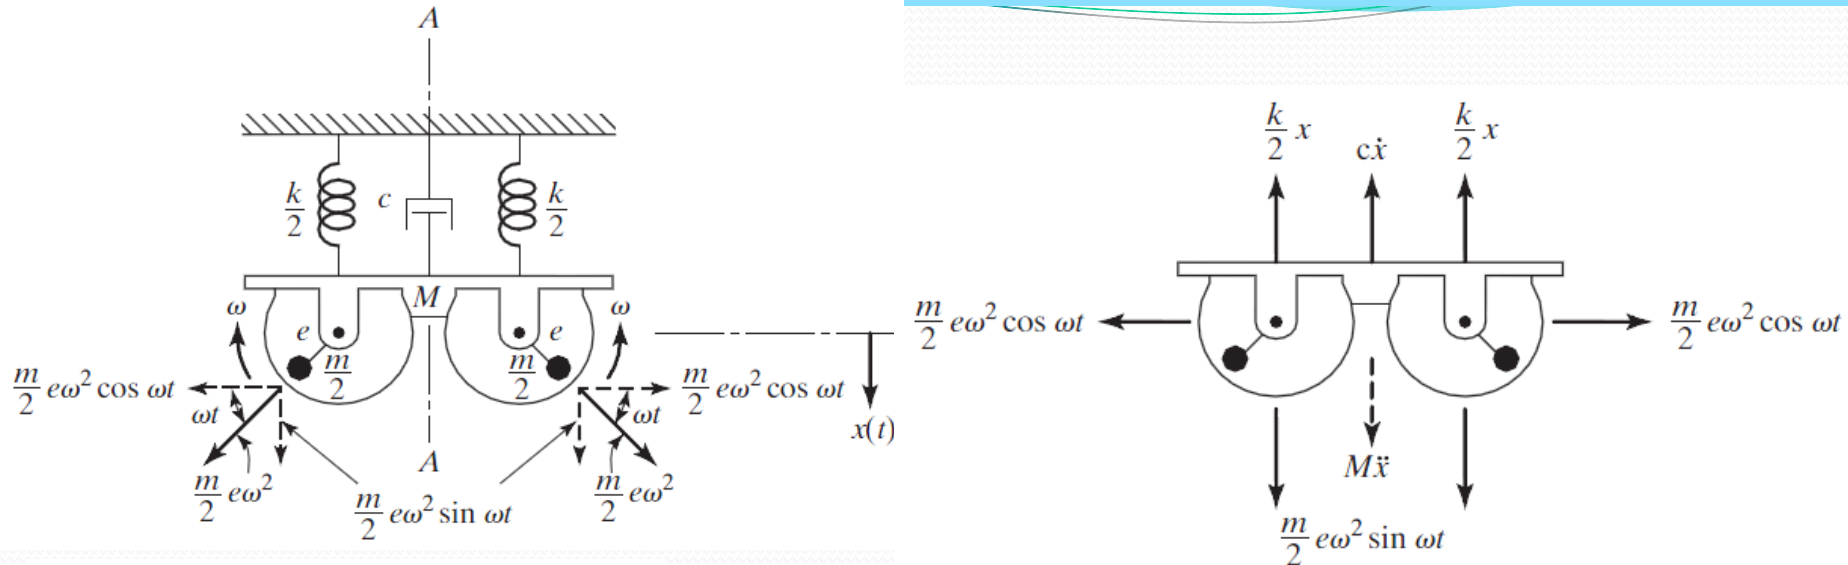 A
k/2
c
k/2
ω
e
M
e
ω
m/2
m/2
m/2 eω² cos ωt
ωt
ωt
m/2 eω² cos ωt
x(t)
A
m/2 eω²
m/2 eω² sin ωt
m/2 eω²
k/2 x
cẋ
k/2 x
m/2 eω² cos ωt
m/2 eω² cos ωt
Mẍ
m/2 eω² sin ωt